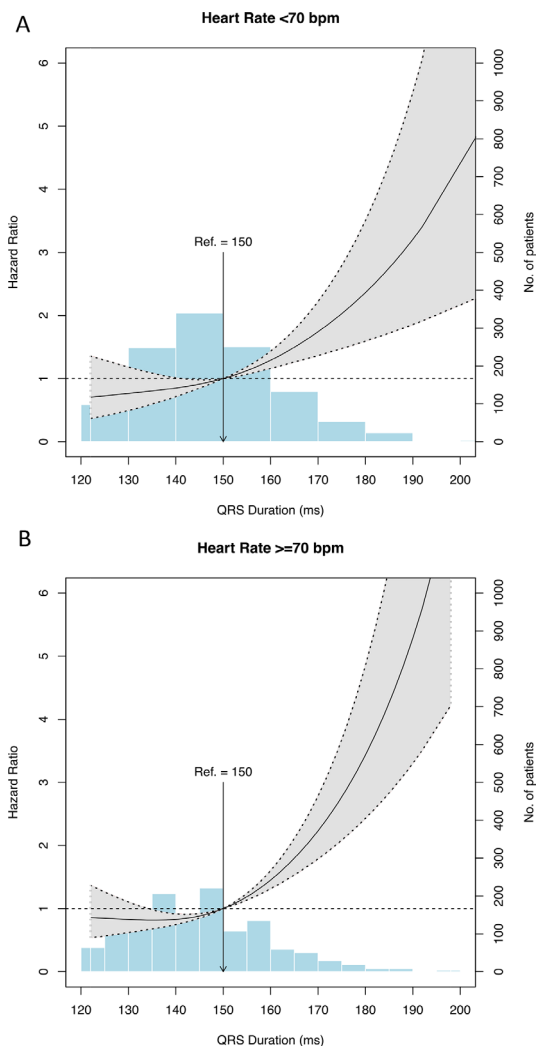 A
Heart Rate <70 bpm
6
5
4
3
2
1
0
Hazard Ratio
Ref. = 150
1000
900
800
700
600
500
400
300
200
100
0
No. of patients
120 130 140 150 160 170 180 190 200
QRS Duration (ms)
B
Heart Rate >=70 bpm
6
5
4
3
2
1
0
Hazard Ratio
Ref. = 150
1000
900
800
700
600
500
400
300
200
100
0
No. of patients
120 130 140 150 160 170 180 190 200
QRS Duration (ms)